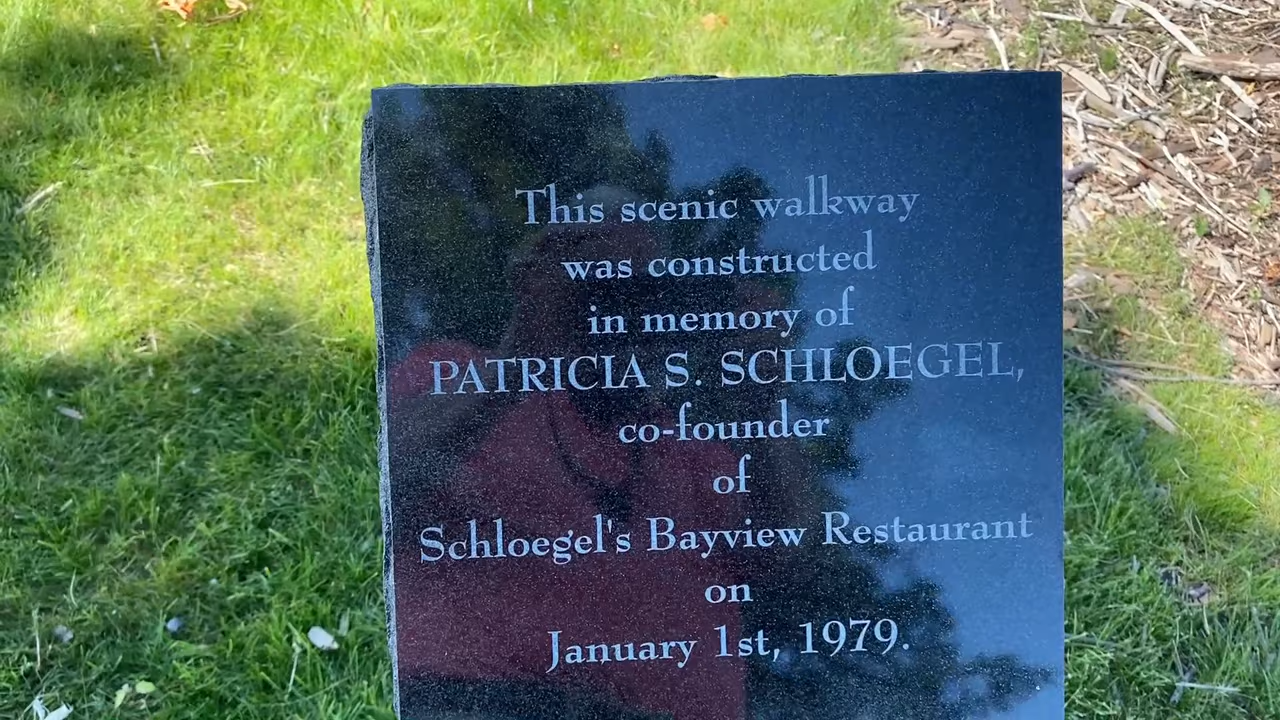 This scenic walkway
was constructed
in memory of
PATRICIA S. SCHLOEGEL,
co-founder
of
Schloegel's Bayview Restaurant
on
January 1st, 1979.